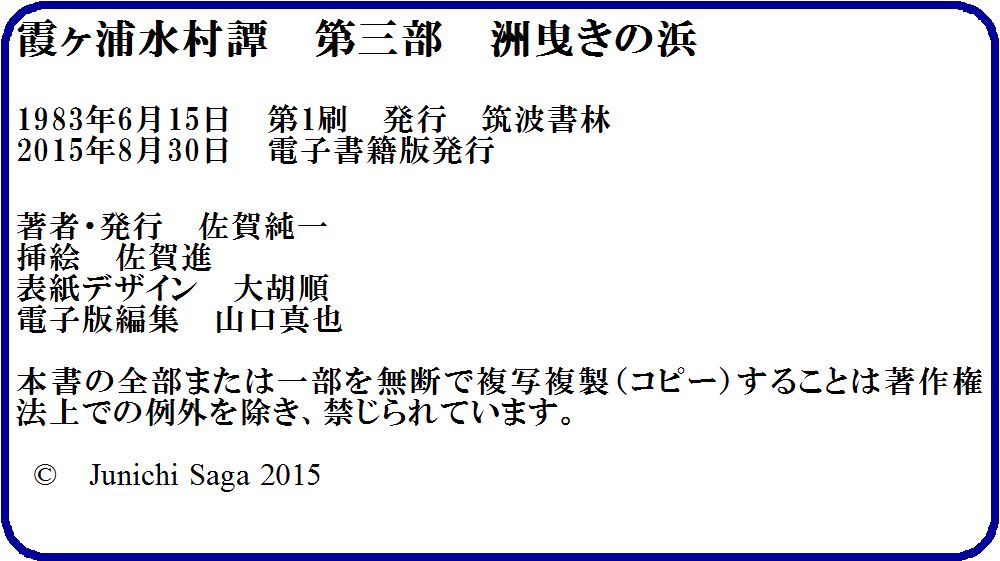 霞ヶ浦水村譚　第三部　洲曳きの浜
1983年6月15日　第1刷　発行　筑波書林
2015年8月30日　電子書籍版発行
著者・発行　佐賀純一
挿絵　佐賀進
表紙デザイン　大胡順
電子版編集　山口真也
本書の全部または一部を無断で複写複製（コピー）することは著作権
法上での例外を除き、禁じられています。
©　Junichi Saga 2015